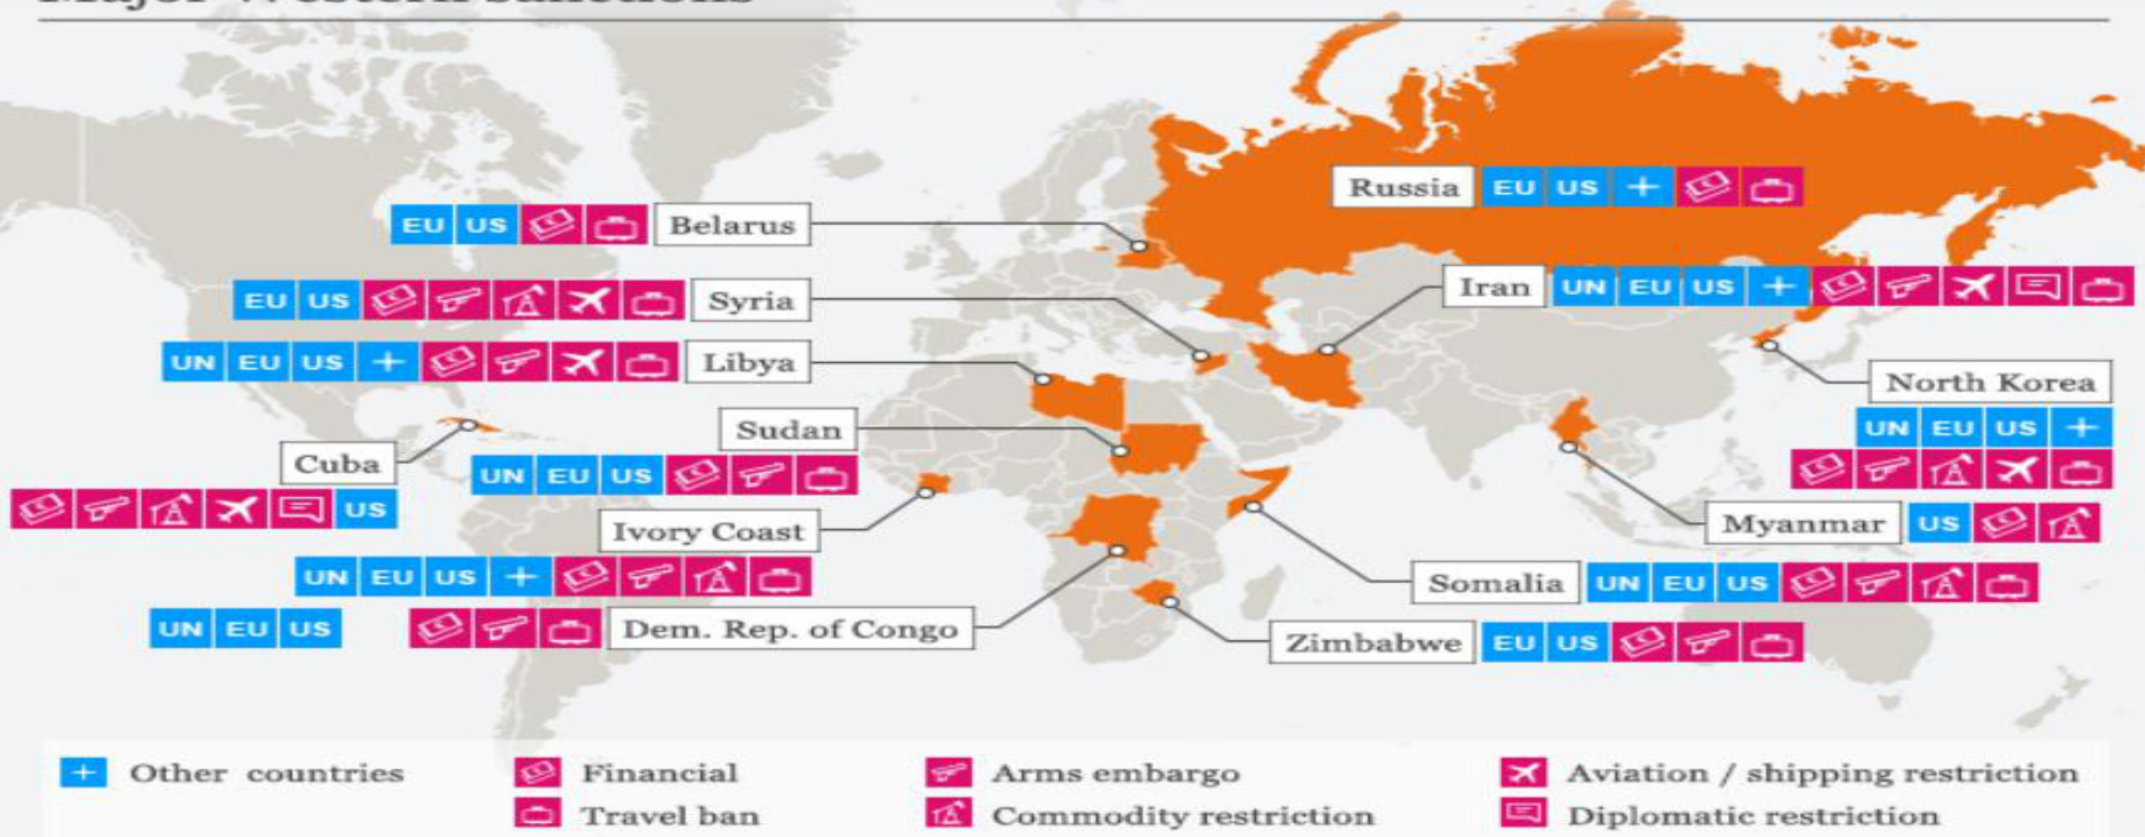 Major Western sanctions
Russia EU US +
EU US Belarus
Iran UN EU US +
EU US Syria
UN EU US + Libya
North Korea
UN EU US +
Sudan
UN EU US
Cuba
US
Ivory Coast
UN EU US +
Myanmar US
Somalia UN EU US
UN EU US Dem. Rep. of Congo
Zimbabwe EU US
+ Other countries
Financial
Arms embargo
Aviation / shipping restriction
Travel ban
Commodity restriction
Diplomatic restriction